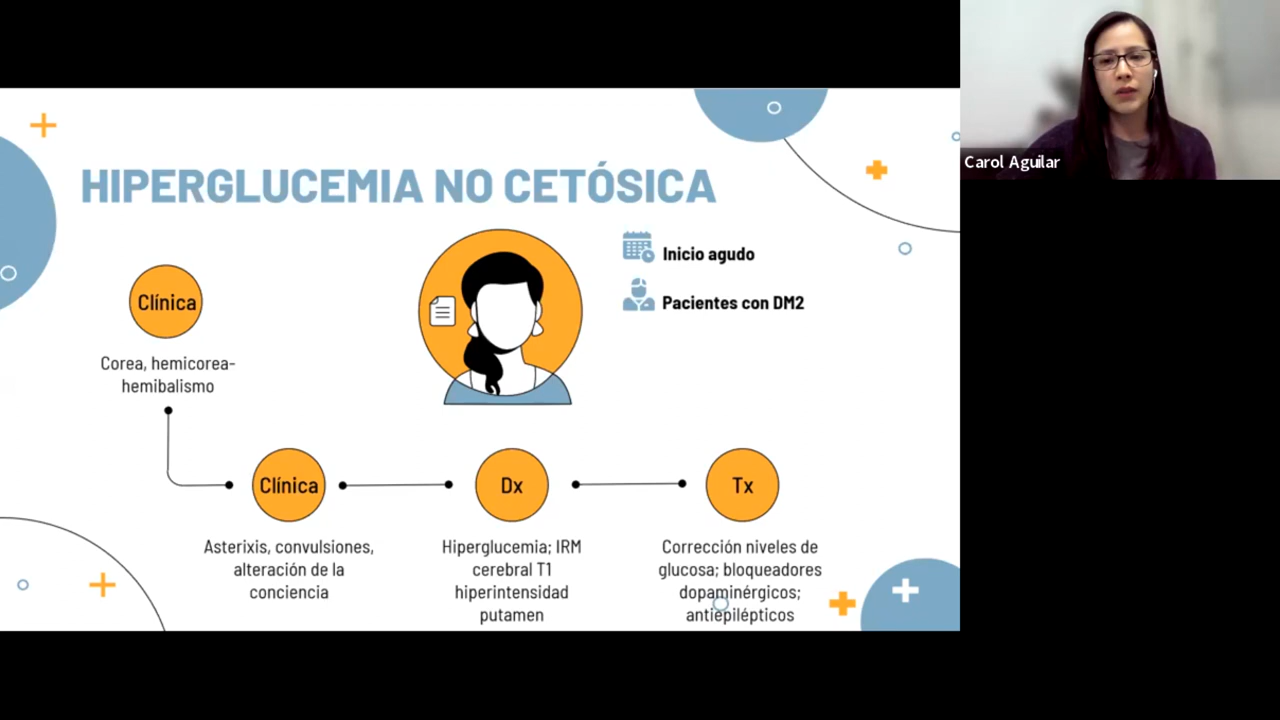 HIPERGLUCEMIA NO CETÓSICA
Carol Aguilar
Inicio agudo
Pacientes con DM2
Clínica
Corea, hemicorea-
hemibalismo
Clínica
Asterixis, convulsiones,
alteración de la
conciencia
Dx
Hiperglucemia; IRM
cerebral T1
hiperintensidad
putamen
Tx
Corrección niveles de
glucosa; bloqueadores
dopaminérgicos;
antiepilépticos